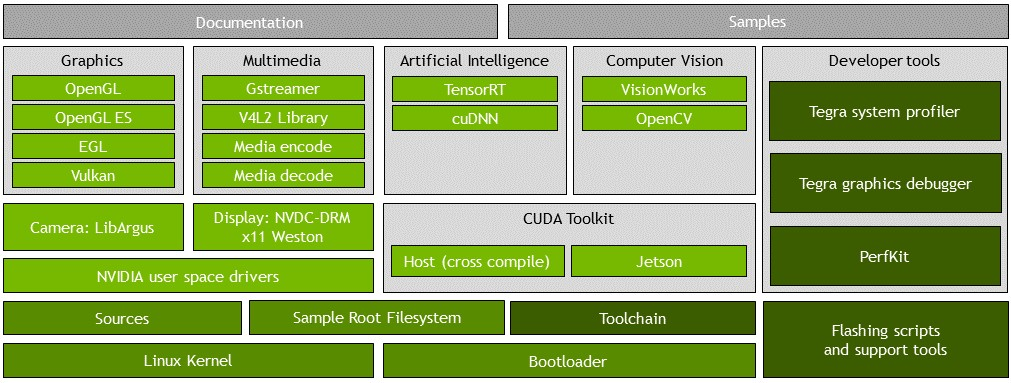 Documentation
Samples
Graphics
OpenGL
OpenGL ES
EGL
Vulkan
Multimedia
Gstreamer
V4L2 Library
Media encode
Media decode
Artificial Intelligence
TensorRT
cuDNN
Computer Vision
VisionWorks
OpenCV
Developer tools
Tegra system profiler
Tegra graphics debugger
PerfKit
Camera: LibArgus
Display: NVDC-DRM
x11 Weston
CUDA Toolkit
Host (cross compile)
Jetson
NVIDIA user space drivers
Sources
Sample Root Filesystem
Toolchain
Flashing scripts
and support tools
Linux Kernel
Bootloader